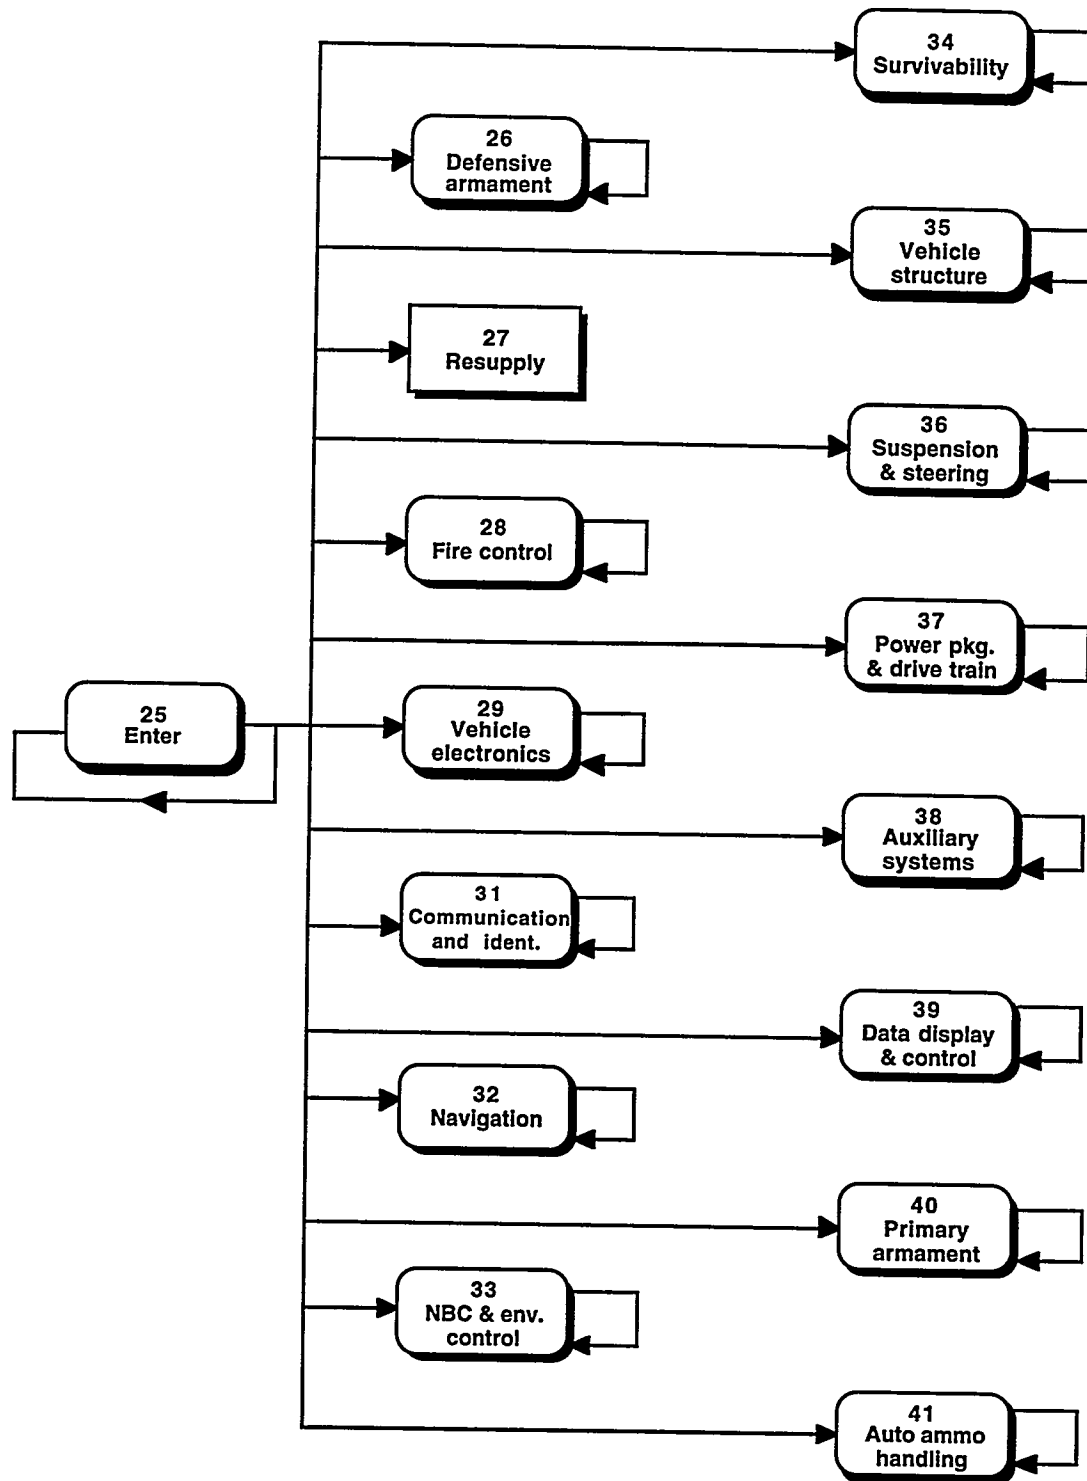 34
Survivability
26
Defensive
armament
35
Vehicle
structure
27
Resupply
36
Suspension
& steering
28
Fire control
37
Power pkg.
& drive train
25
Enter
29
Vehicle
electronics
38
Auxiliary
systems
31
Communication
and ident.
39
Data display
& control
32
Navigation
40
Primary
armament
33
NBC & env.
control
41
Auto ammo
handling